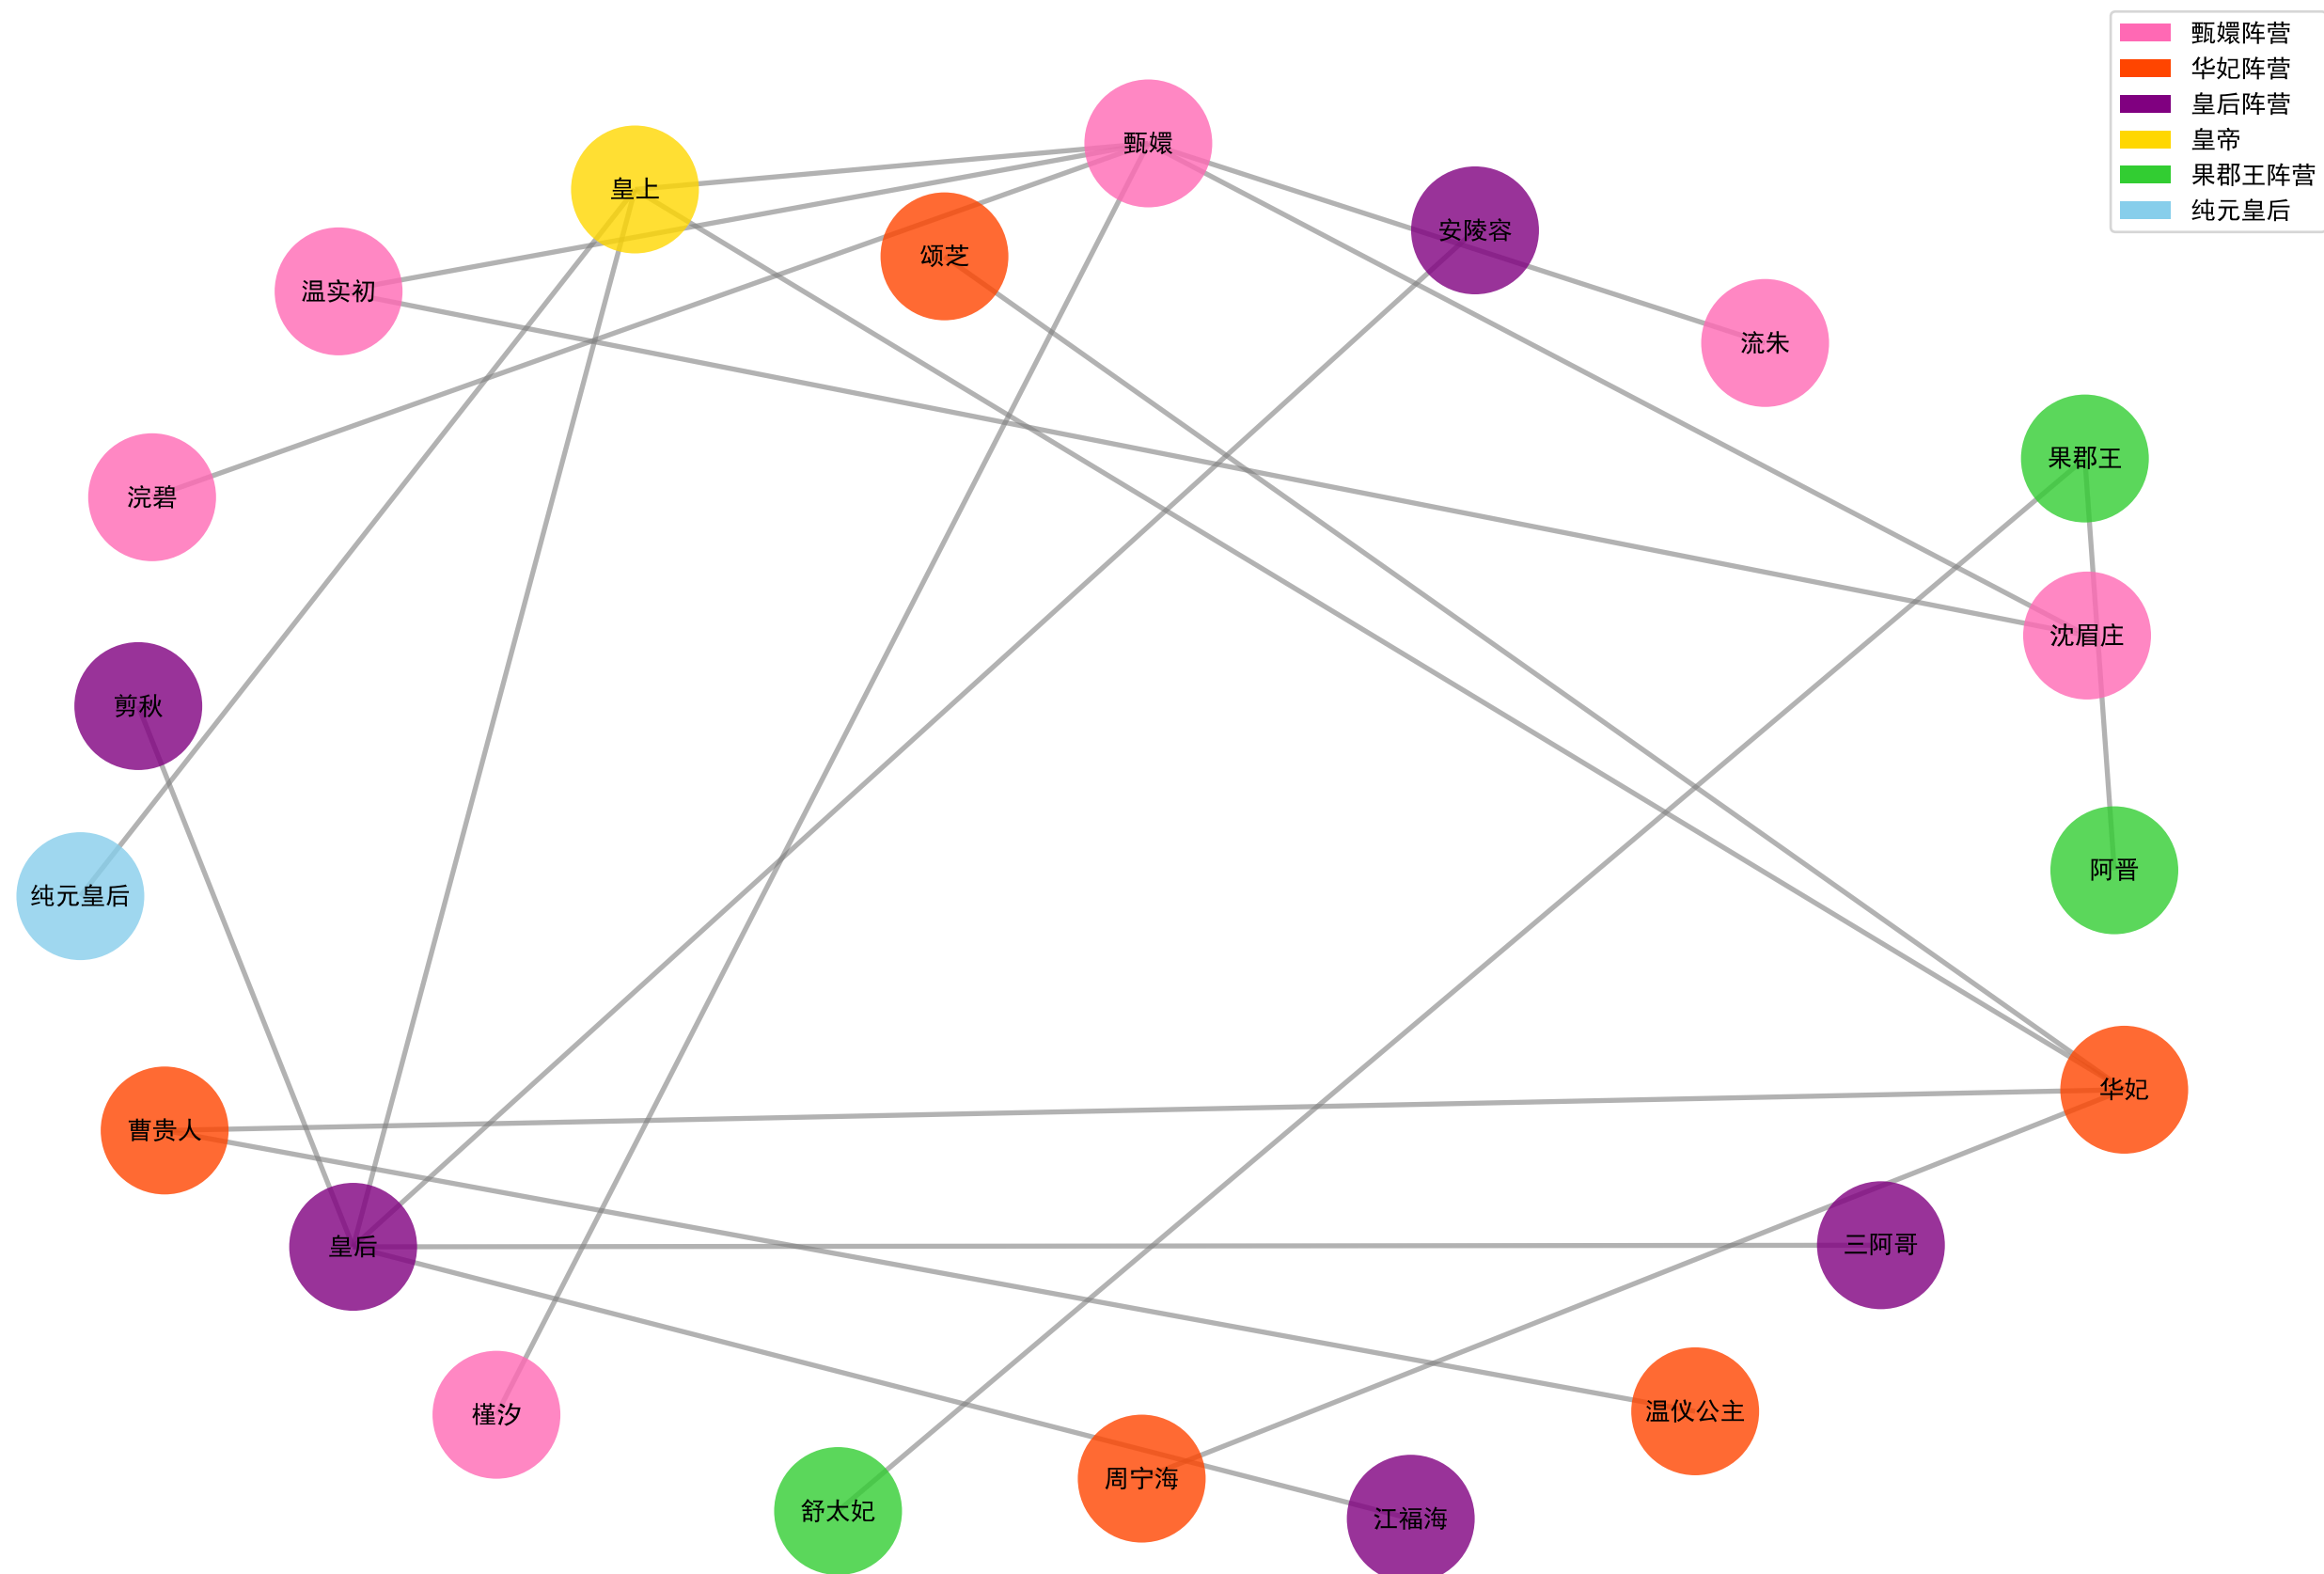 甄嬛阵营
华妃阵营
皇后阵营
皇帝
果郡王阵营
纯元皇后
甄嬛
皇上
安陵容
颂芝
温实初
流朱
果郡王
浣碧
沈眉庄
剪秋
阿晋
纯元皇后
华妃
曹贵人
三阿哥
皇后
温仪公主
槿汐
周宁海
舒太妃
江福海